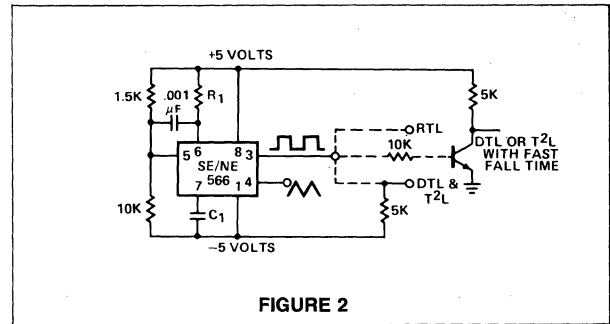 +5 VOLTS
1.5K
.001
µF
R1
5K
RTL
10K
DTL OR T²L
WITH FAST
FALL TIME
5
6
8
3
SE/NE
566
7
1
4
DTL &
T²L
10K
C1
5K
−5 VOLTS
FIGURE 2